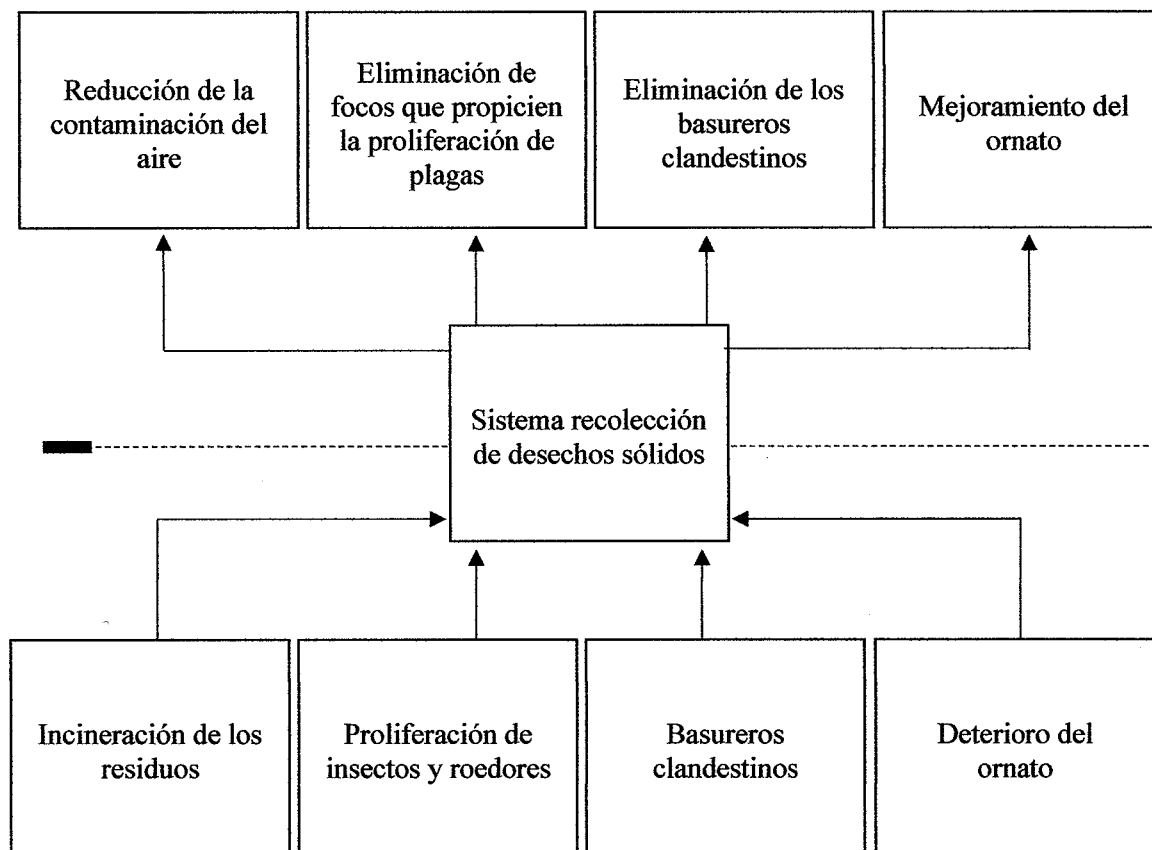 Reducción de la
contaminación del
aire
Eliminación de
focos que propicien
la proliferación de
plagas
Eliminación de los
basureros
clandestinos
Mejoramiento del
ornato
Sistema recolección
de desechos sólidos
Incineración de los
residuos
Proliferación de
insectos y roedores
Basureros
clandestinos
Deterioro del
ornato